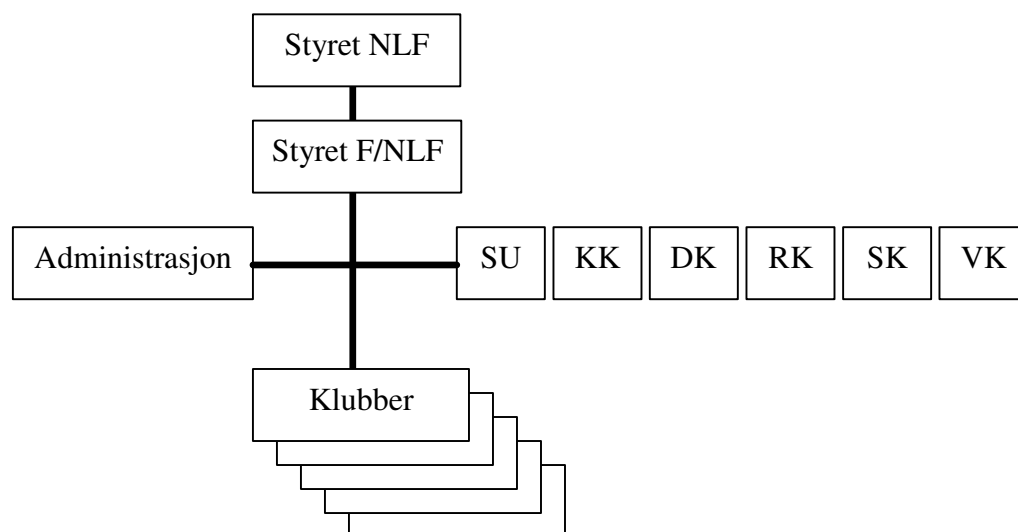 Styret NLF
Styret F/NLF
Administrasjon
SU
KK
DK
RK
SK
VK
Klubber